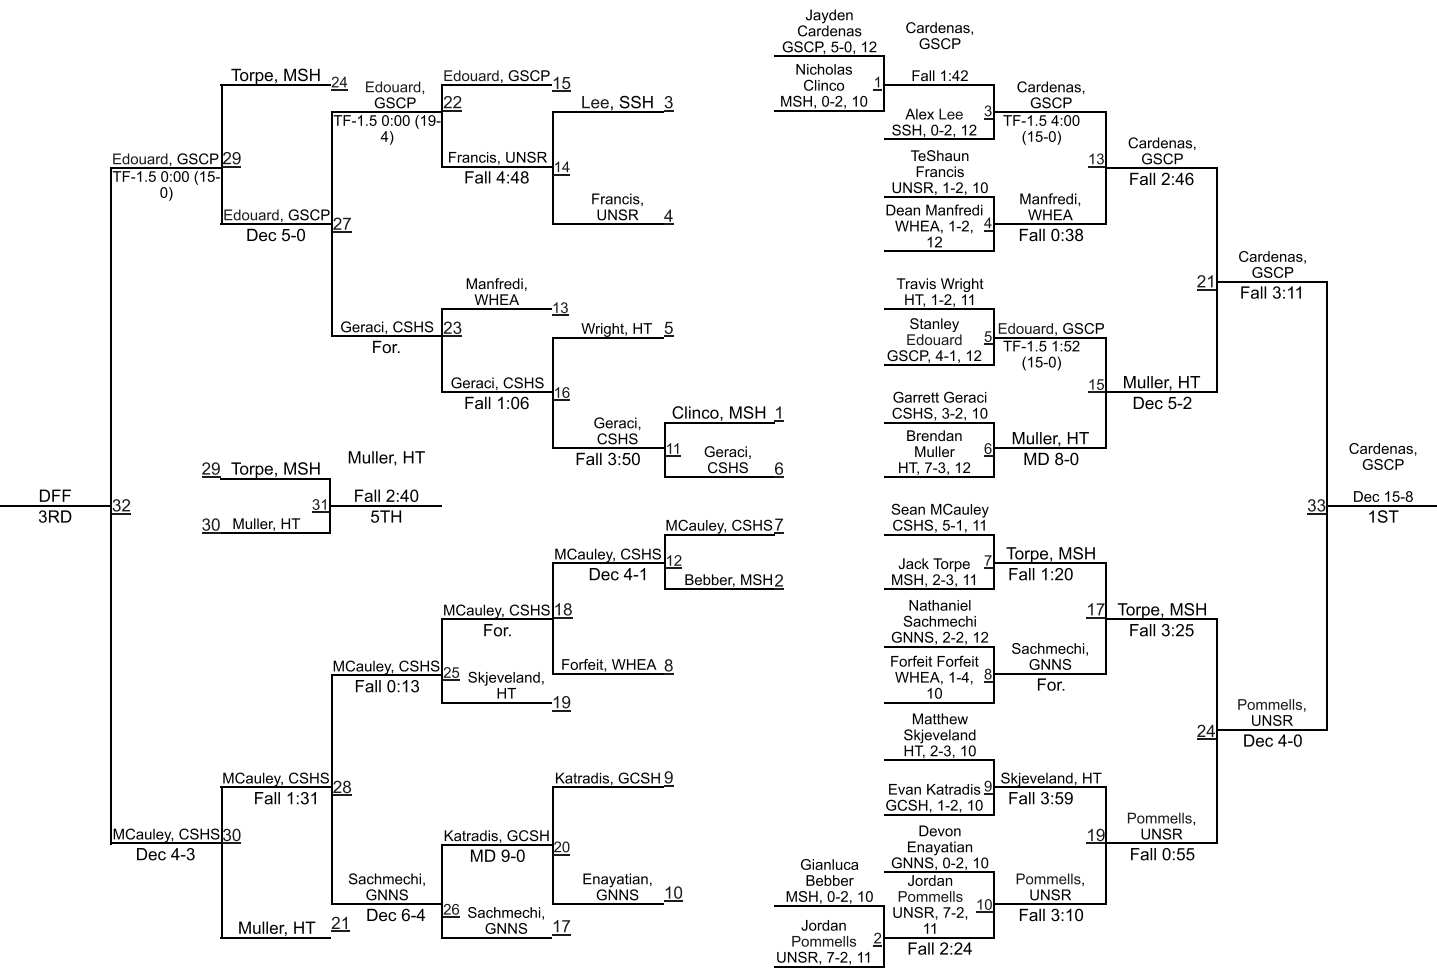 Torpe, MSH 24
Edouard, GSCP
TF-1.5 0:00 (19-4)
22
Edouard, GSCP 15
Lee, SSH 3
Francis, UNSR
Fall 4:48
14
Francis, UNSR 4
Edouard, GSCP 29
TF-1.5 0:00 (15-0)
Edouard, GSCP
Dec 5-0
27
Manfredi, WHEA 13
Geraci, CSHS 23
For.
Wright, HT 5
Geraci, CSHS
Fall 1:06
16
Geraci, CSHS
Fall 3:50
11
Clinco, MSH 1
Geraci, CSHS 6
29 Torpe, MSH
30 Muller, HT
31
Muller, HT
Fall 2:40
5TH
DFF
3RD
32
MCauley, CSHS 7
MCauley, CSHS
Dec 4-1
12
Bebber, MSH 2
MCauley, CSHS 18
For.
Forfeit, WHEA 8
MCauley, CSHS
Fall 0:13
25
Skjeveland, HT 19
MCauley, CSHS
Fall 1:31
28
Katradis, GCSH 9
MCauley, CSHS 30
Dec 4-3
Katradis, GCSH
MD 9-0
20
Enayatian, GNNS 10
Sachmechi, GNNS
Dec 6-4
26
Sachmechi, GNNS 17
Muller, HT 21
Jayden
Cardenas
GSCP, 5-0, 12
Nicholas
Clinco
MSH, 0-2, 10
1
Cardenas,
GSCP
Fall 1:42
Alex Lee
SSH, 0-2, 12
3
Cardenas,
GSCP
TF-1.5 4:00
(15-0)
TeShaun
Francis
UNSR, 1-2, 10
Dean Manfredi
WHEA, 1-2,
12
4
Manfredi,
WHEA
Fall 0:38
13
Cardenas,
GSCP
Fall 2:46
Travis Wright
HT, 1-2, 11
Stanley
Edouard
GSCP, 4-1, 12
5
Edouard, GSCP
TF-1.5 1:52
(15-0)
Garrett Geraci
CSHS, 3-2, 10
Brendan
Muller
HT, 7-3, 12
6
Muller, HT
MD 8-0
15
Muller, HT
Dec 5-2
21
Cardenas,
GSCP
Fall 3:11
Sean MCauley
CSHS, 5-1, 11
Jack Torpe
MSH, 2-3, 11
7
Torpe, MSH
Fall 1:20
Nathaniel
Sachmechi
GNNS, 2-2, 12
Forfeit Forfeit
WHEA, 1-4,
10
8
Sachmechi,
GNNS
For.
17
Torpe, MSH
Fall 3:25
Matthew
Skjeveland
HT, 2-3, 10
Evan Katradis
GCSH, 1-2, 10
9
Skjeveland, HT
Fall 3:59
Devon
Enayatian
GNNS, 0-2, 10
Gianluca
Bebber
MSH, 0-2, 10
Jordan
Pommells
UNSR, 7-2, 11
2
Jordan
Pommells
UNSR, 7-2,
11
Fall 2:24
10
Pommells,
UNSR
Fall 3:10
19
Pommells,
UNSR
Fall 0:55
24
Pommells,
UNSR
Dec 4-0
33
Cardenas,
GSCP
Dec 15-8
1ST